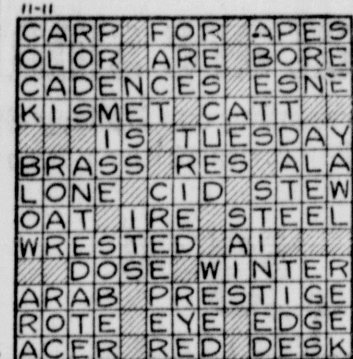 11-11
CARP FOR APES
OLOR ARE BORE
CADENCES ESNE
KISMET CATT
IS TUESDAY
BRASS RES ALA
LONE CID STEW
OAT IRE STEEL
WRESTED AI
DOSE WINTER
ARAB PRESTIGE
ROTE EYE EDGE
ACER RED DESK